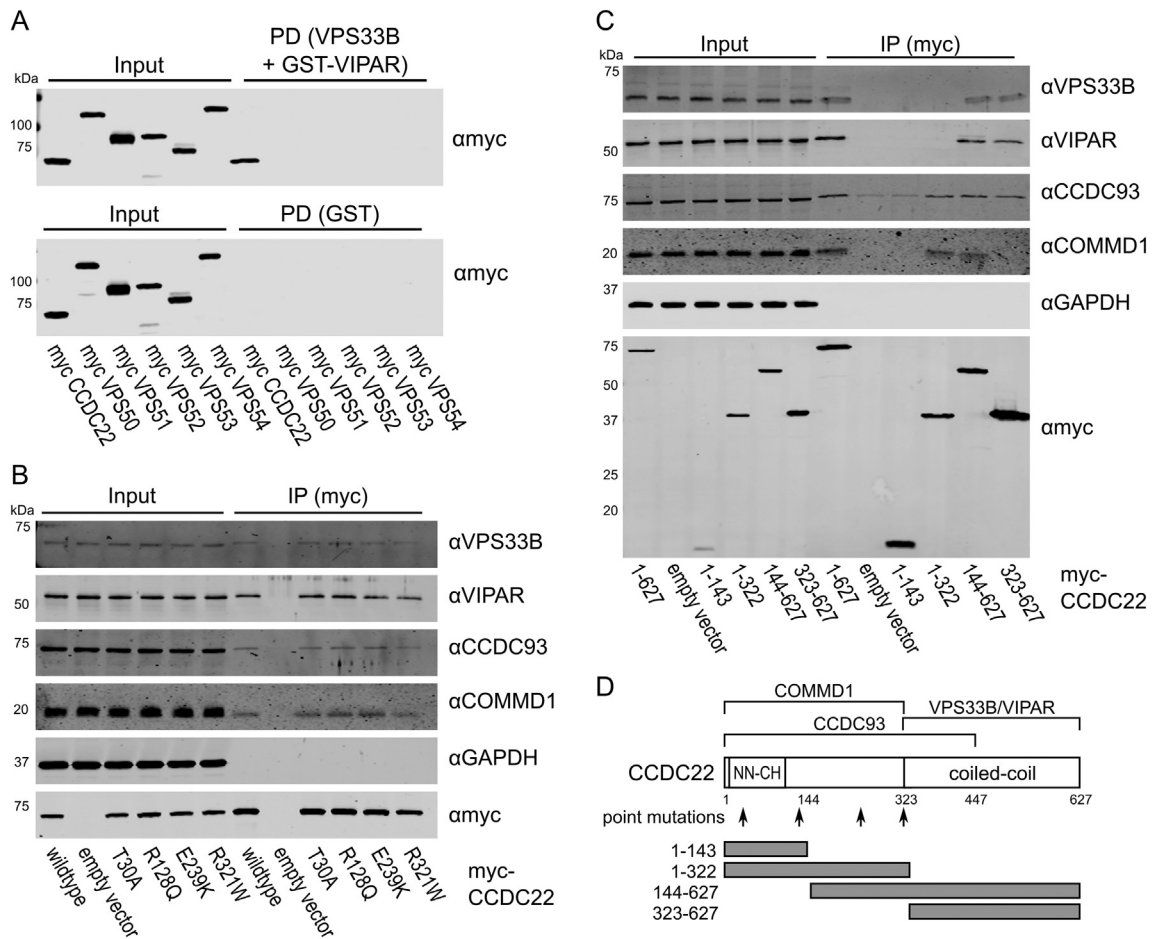 A
PD (VPS33B
+ GST-VIPAR)
Input
kDa
100
75
αmyc
Input
PD (GST)
100
75
αmyc
myc CCDC22
myc VPS50
myc VPS51
myc VPS52
myc VPS53
myc VPS54
myc CCDC22
myc VPS50
myc VPS51
myc VPS52
myc VPS53
myc VPS54
B
Input
IP (myc)
kDa
75
αVPS33B
50
αVIPAR
75
αCCDC93
20
αCOMMD1
37
αGAPDH
75
αmyc
wildtype
empty vector
T30A
R128Q
E239K
R321W
wildtype
empty vector
T30A
R128Q
E239K
R321W
myc-
CCDC22
C
Input
IP (myc)
kDa
75
αVPS33B
50
αVIPAR
75
αCCDC93
20
αCOMMD1
37
αGAPDH
75
50
37
25
20
αmyc
1-627
empty vector
1-143
1-322
144-627
323-627
1-627
empty vector
1-143
1-322
144-627
323-627
myc-
CCDC22
D
COMMD1
VPS33B/VIPAR
CCDC93
CCDC22
NN-CH
coiled-coil
1
144
323
447
627
point mutations
1-143
1-322
144-627
323-627